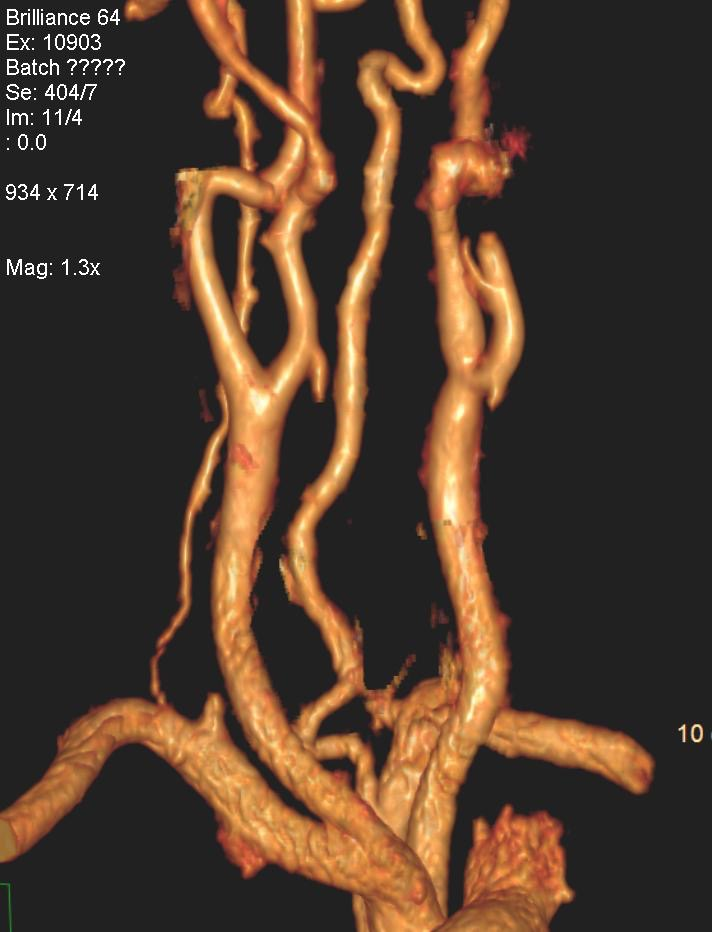 Brilliance 64
Ex: 10903
Batch ?????
Se: 404/7
Im: 11/4
: 0.0
934 x 714
Mag: 1.3x
10